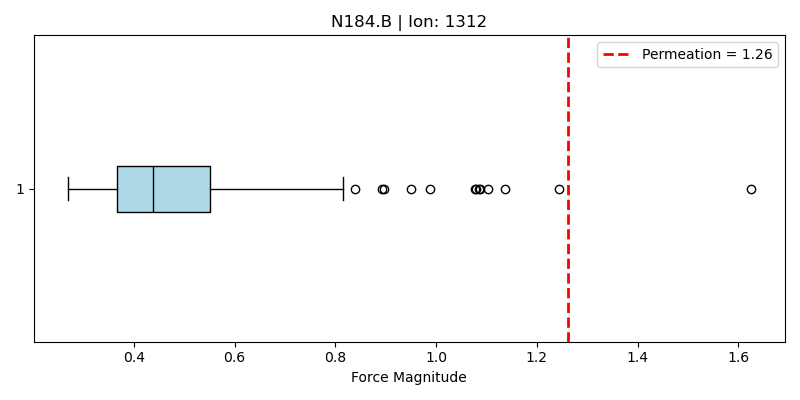 N184.B | Ion: 1312
Permeation = 1.26
1
0.4 0.6 0.8 1.0 1.2 1.4 1.6
Force Magnitude